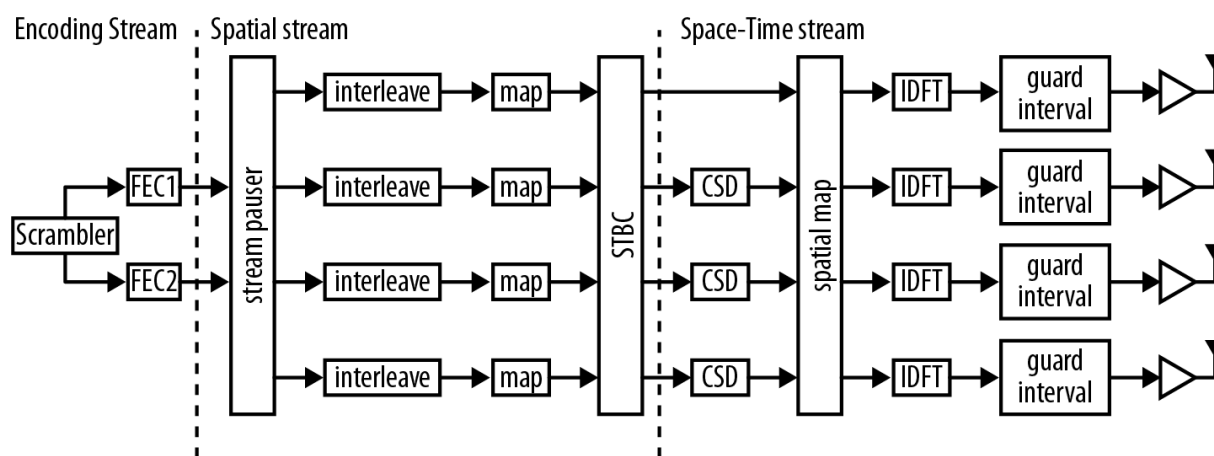 Encoding Stream
Spatial stream
Space-Time stream
Scrambler
FEC1
FEC2
stream pauser
interleave
map
interleave
map
interleave
map
interleave
map
STBC
CSD
CSD
CSD
spatial map
IDFT
guard
interval
IDFT
guard
interval
IDFT
guard
interval
IDFT
guard
interval